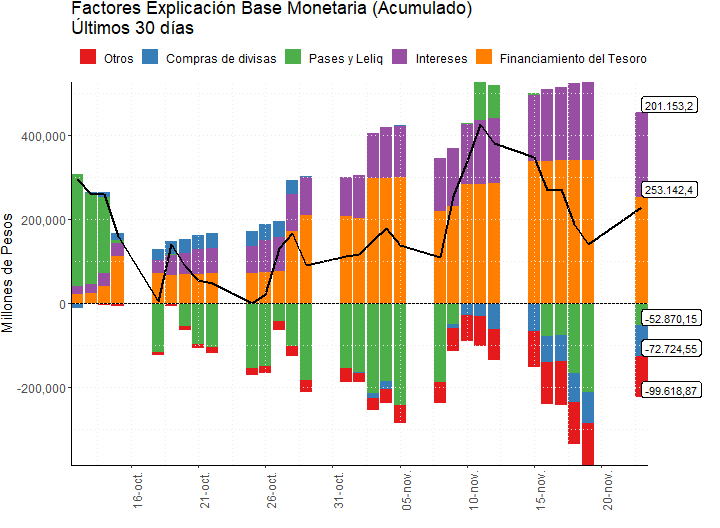 Factores Explicación Base Monetaria (Acumulado)
Últimos 30 días
Otros
Compras de divisas
Pases y Leliq
Intereses
Financiamiento del Tesoro
Millones de Pesos
400,000
200,000
0
-200,000
201.153,2
253.142,4
-52.870,15
-72.724,55
-99.618,87
16-oct.
21-oct.
26-oct.
31-oct.
05-nov.
10-nov.
15-nov.
20-nov.